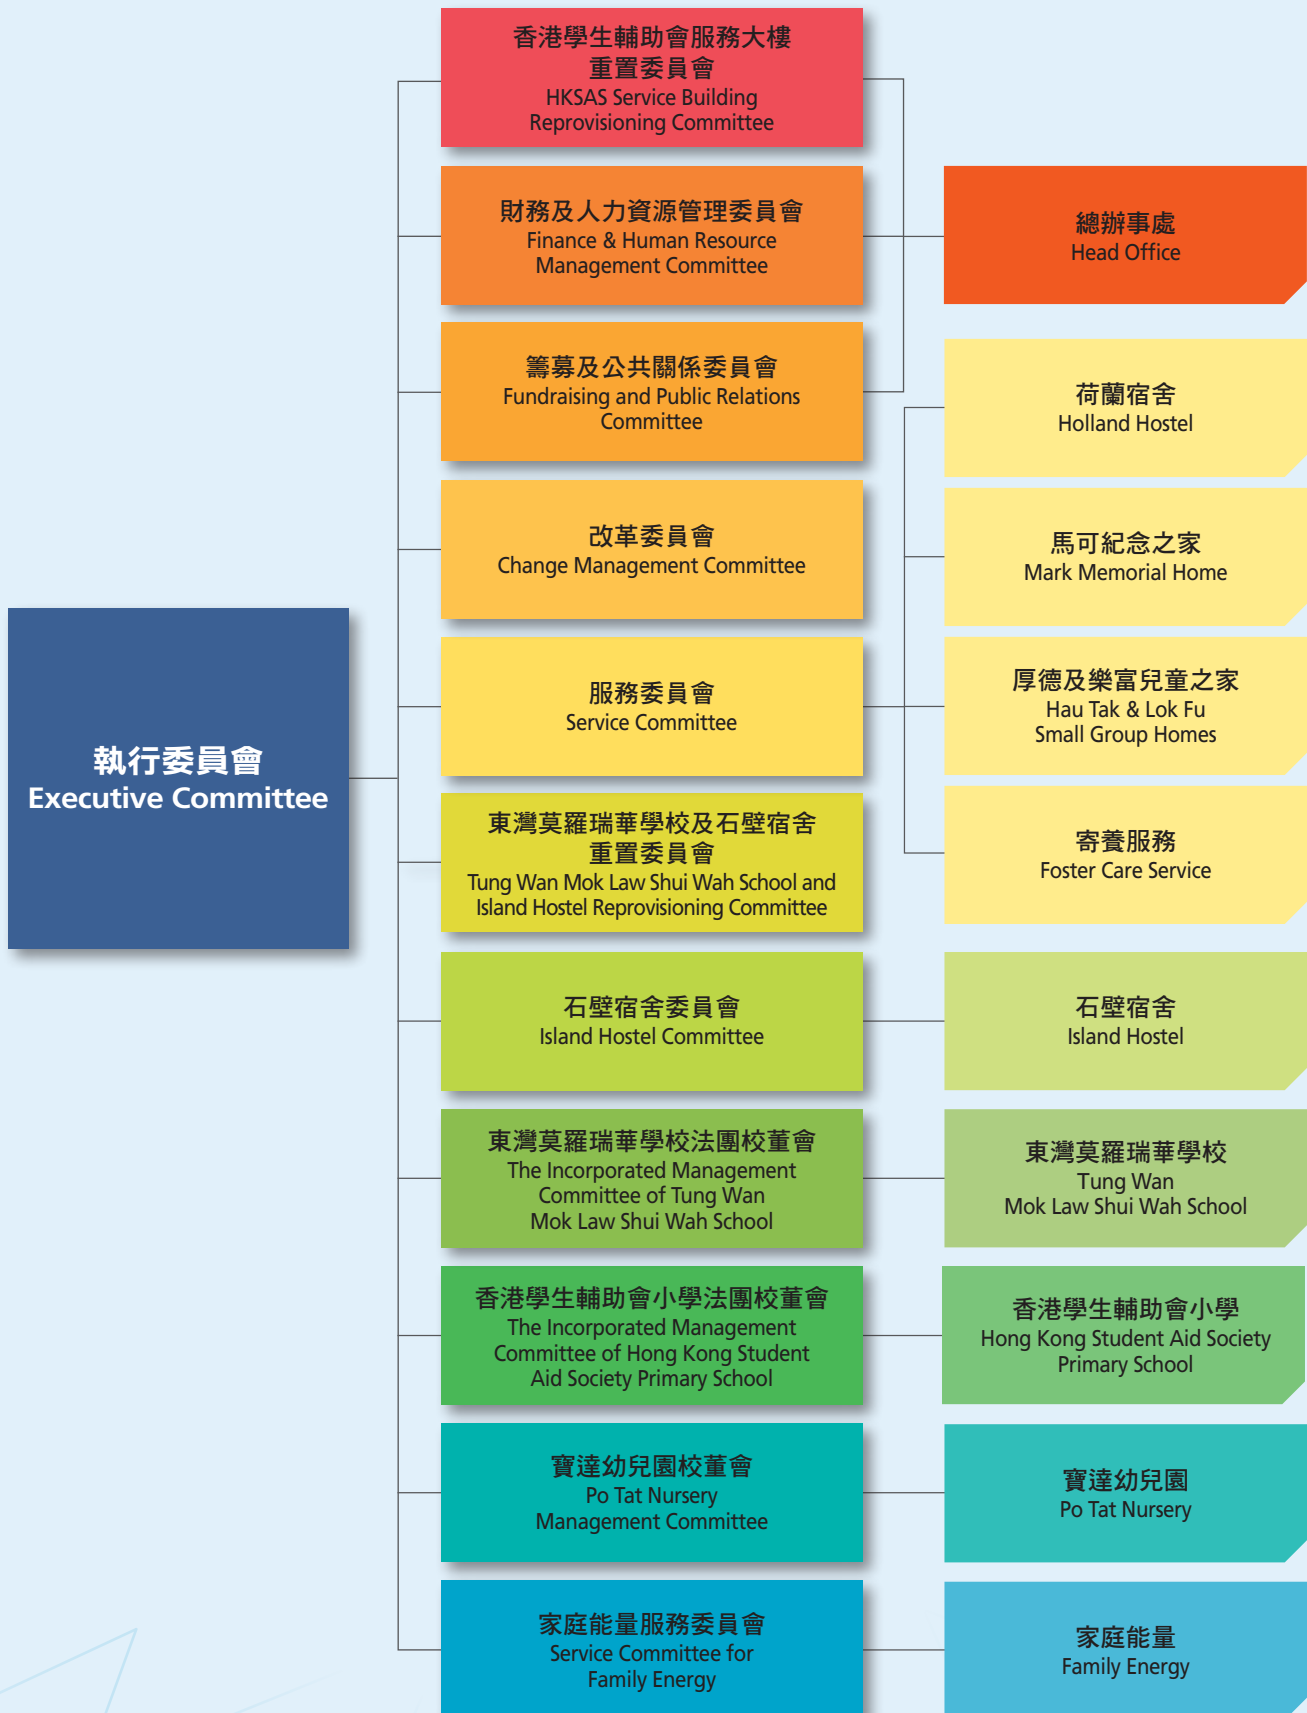 執行委員會
Executive Committee
香港學生輔助會服務大樓
重置委員會
HKSAS Service Building
Reprovisioning Committee
財務及人力資源管理委員會
Finance & Human Resource
Management Committee
籌募及公共關係委員會
Fundraising and Public Relations
Committee
改革委員會
Change Management Committee
服務委員會
Service Committee
東灣莫羅瑞華學校及石壁宿舍
重置委員會
Tung Wan Mok Law Shui Wah School and
Island Hostel Reprovisioning Committee
石壁宿舍委員會
Island Hostel Committee
東灣莫羅瑞華學校法團校董會
The Incorporated Management
Committee of Tung Wan
Mok Law Shui Wah School
香港學生輔助會小學法團校董會
The Incorporated Management
Committee of Hong Kong Student
Aid Society Primary School
寶達幼兒園校董會
Po Tat Nursery
Management Committee
家庭能量服務委員會
Service Committee for
Family Energy
總辦事處
Head Office
荷蘭宿舍
Holland Hostel
馬可紀念之家
Mark Memorial Home
厚德及樂富兒童之家
Hau Tak & Lok Fu
Small Group Homes
寄養服務
Foster Care Service
石壁宿舍
Island Hostel
東灣莫羅瑞華學校
Tung Wan
Mok Law Shui Wah School
香港學生輔助會小學
Hong Kong Student Aid Society
Primary School
寶達幼兒園
Po Tat Nursery
家庭能量
Family Energy